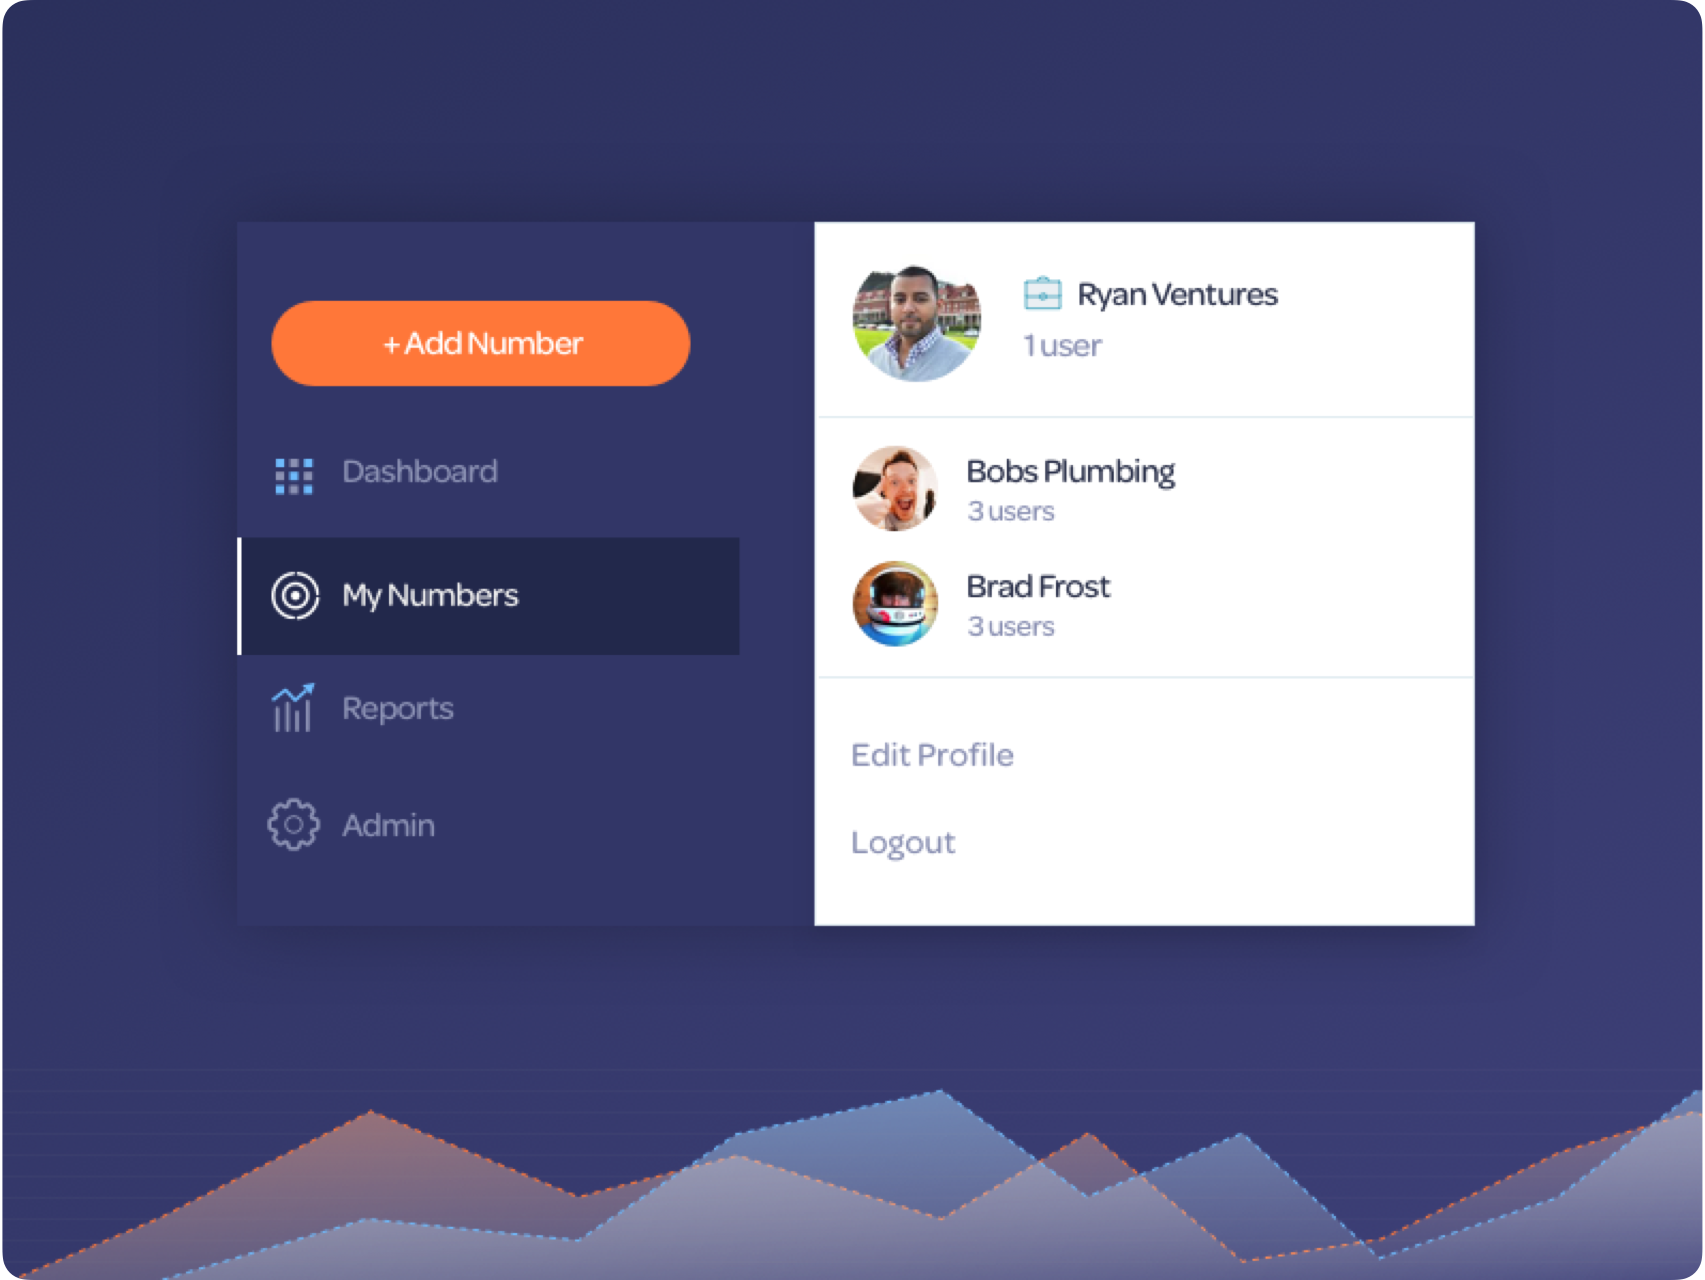 + Add Number
Dashboard
My Numbers
Reports
Admin
Ryan Ventures
1 user
Bobs Plumbing
3 users
Brad Frost
3 users
Edit Profile
Logout